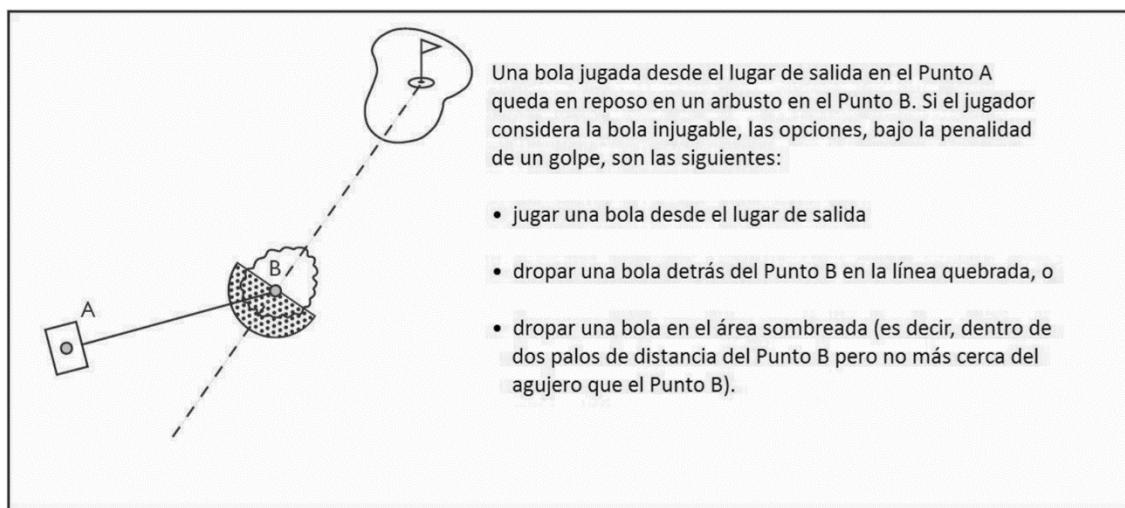 Una bola jugada desde el lugar de salida en el Punto A
queda en reposo en un arbusto en el Punto B. Si el jugador
considera la bola injugable, las opciones, bajo la penalidad
de un golpe, son las siguientes:
• jugar una bola desde el lugar de salida
• dropar una bola detrás del Punto B en la línea quebrada, o
• dropar una bola en el área sombreada (es decir, dentro de
dos palos de distancia del Punto B pero no más cerca del
agujero que el Punto B).
B
A